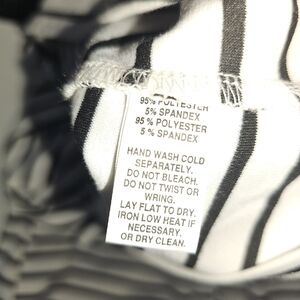 95% POLYESTER
5% SPANDEX
95 % POLYESTER
5 % SPANDEX
HAND WASH COLD
SEPARATELY.
DO NOT BLEACH.
DO NOT TWIST OR
WRING.
LAY FLAT TO DRY.
IRON LOW HEAT IF
NECESSARY.
OR DRY CLEAN.